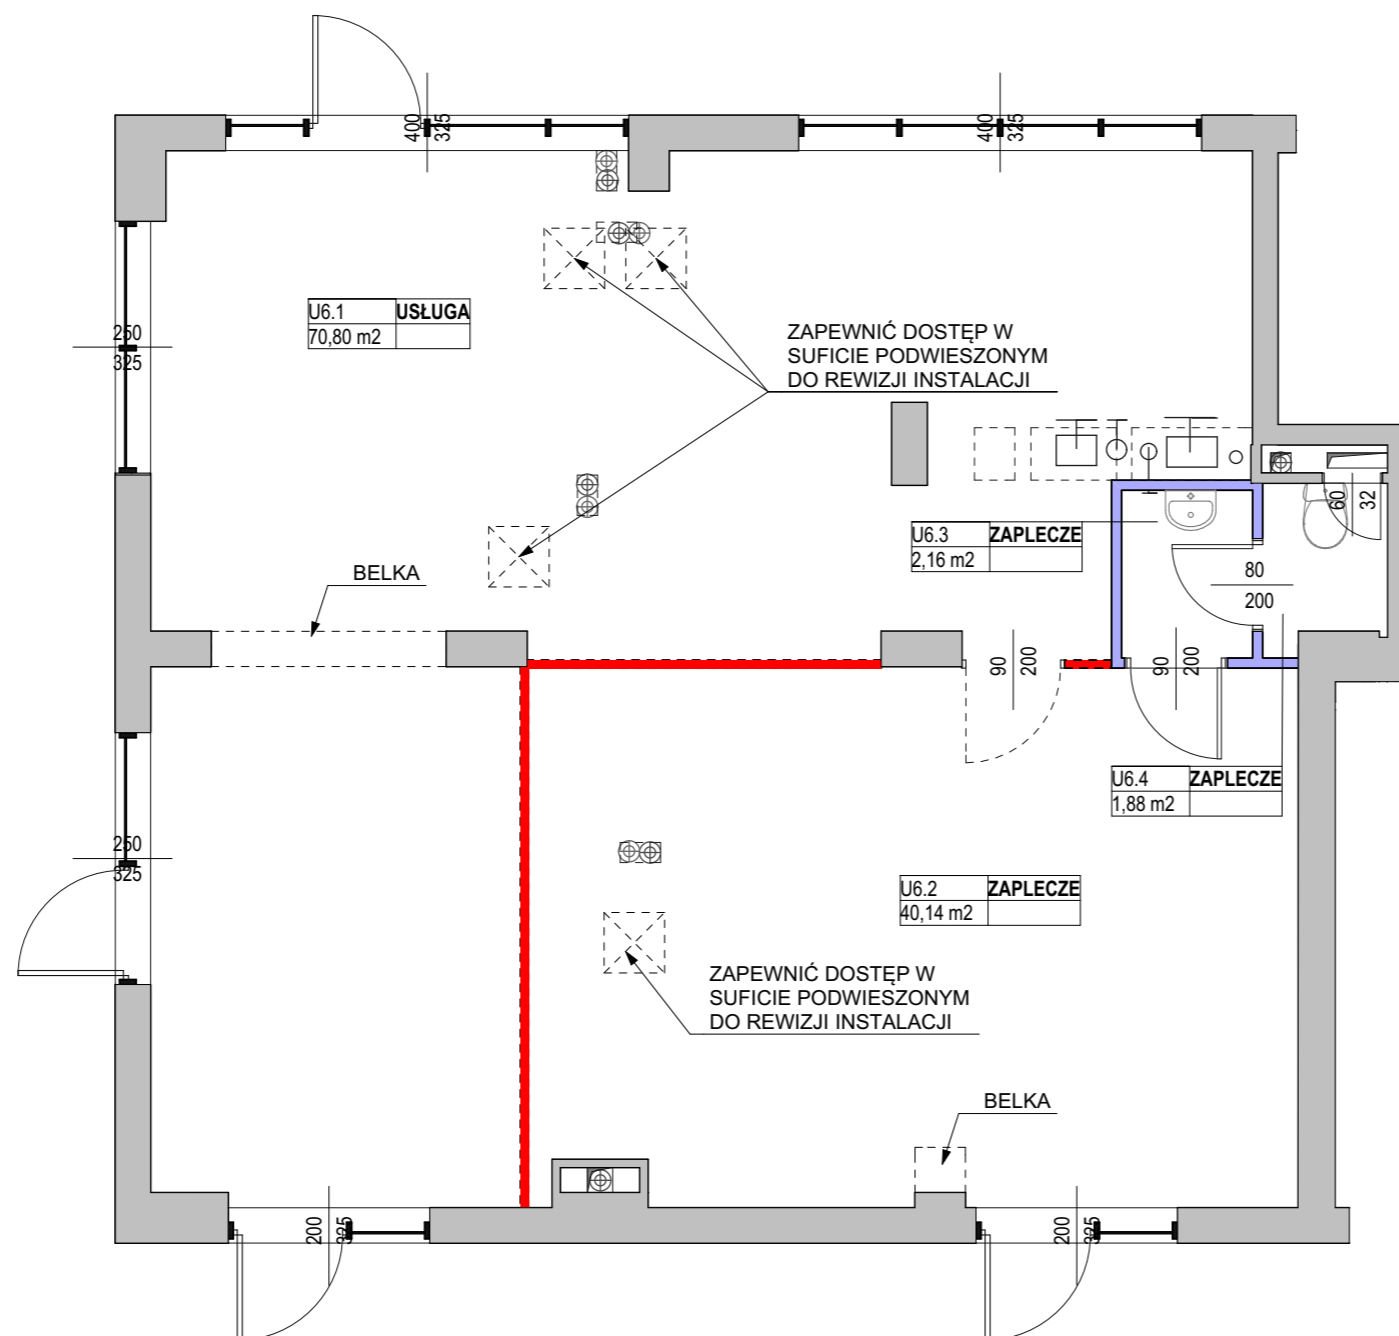 400
325
400
325
U6.1 USŁUGA
70,80 m2
250
325
ZAPEWNIĆ DOSTĘP W
SUFICIE PODWIESZONYM
DO REWIZJI INSTALACJI
60
32
U6.3 ZAPLECZE
2,16 m2
BELKA
80
200
90
200
90
200
U6.4 ZAPLECZE
1,88 m2
250
325
U6.2 ZAPLECZE
40,14 m2
ZAPEWNIĆ DOSTĘP W
SUFICIE PODWIESZONYM
DO REWIZJI INSTALACJI
BELKA
200
325
200
325